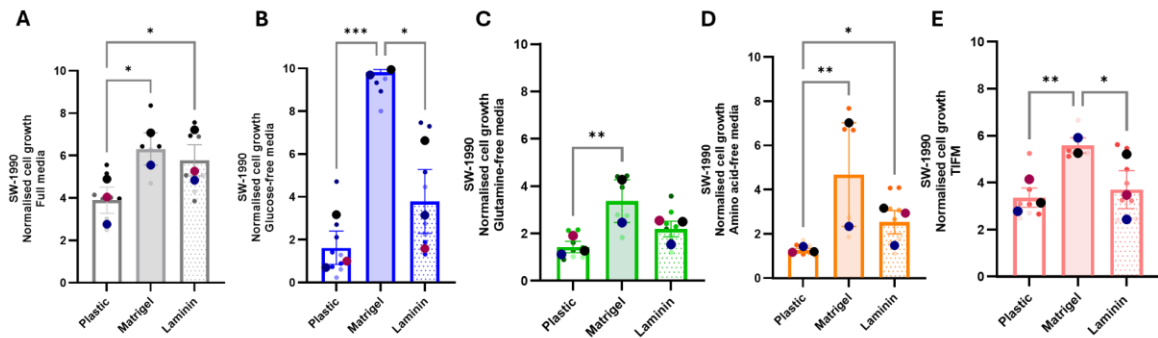 A
SW-1990
Normalised cell growth
Full media
10
8
6
4
2
0
*
*
Plastic
Matrigel
Laminin
B
SW-1990
Normalised cell growth
Glucose-free media
10
8
6
4
2
0
***
*
Plastic
Matrigel
Laminin
C
SW-1990
Normalised cell growth
Glutamine-free media
10
8
6
4
2
0
**
Plastic
Matrigel
Laminin
D
SW-1990
Normalised cell growth
Amino acid-free media
10
8
6
4
2
0
*
**
Plastic
Matrigel
Laminin
E
SW-1990
Normalised cell growth
TIFM
10
8
6
4
2
0
**
*
Plastic
Matrigel
Laminin